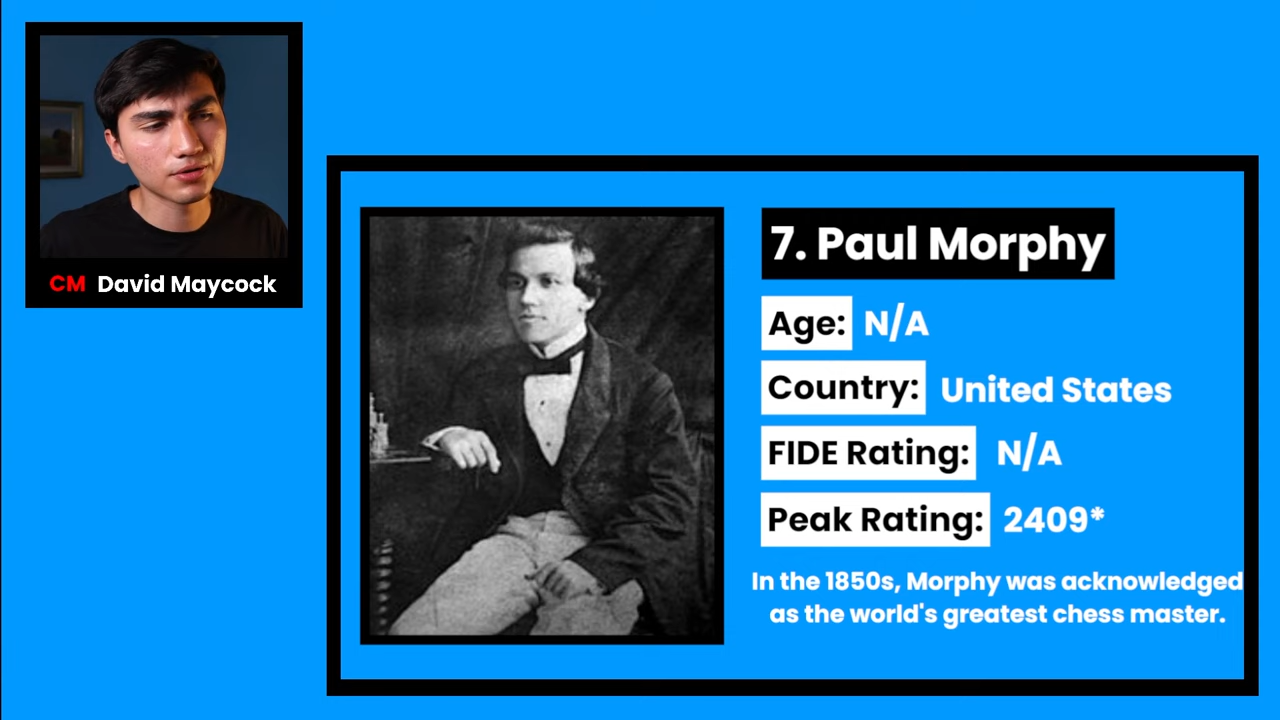 CM David Maycock
7. Paul Morphy
Age: N/A
Country: United States
FIDE Rating: N/A
Peak Rating: 2409*
In the 1850s, Morphy was acknowledged
as the world's greatest chess master.